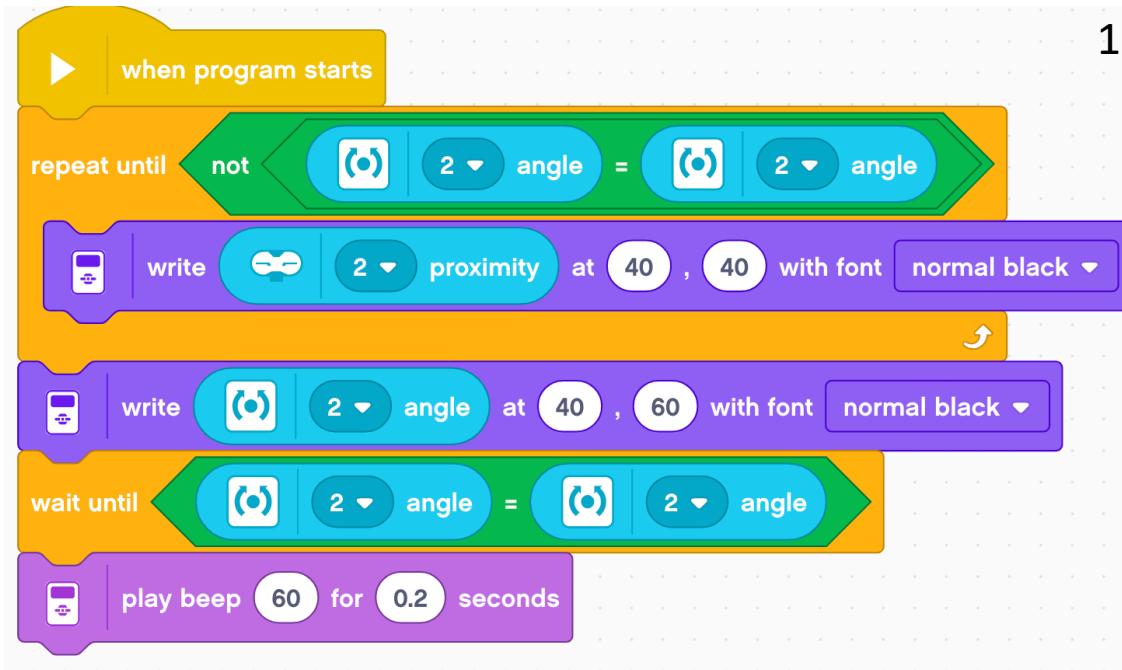 1
when program starts
repeat until not 2 angle = 2 angle
write 2 proximity at 40 , 40 with font normal black
write 2 angle at 40 , 60 with font normal black
wait until 2 angle = 2 angle
play beep 60 for 0.2 seconds